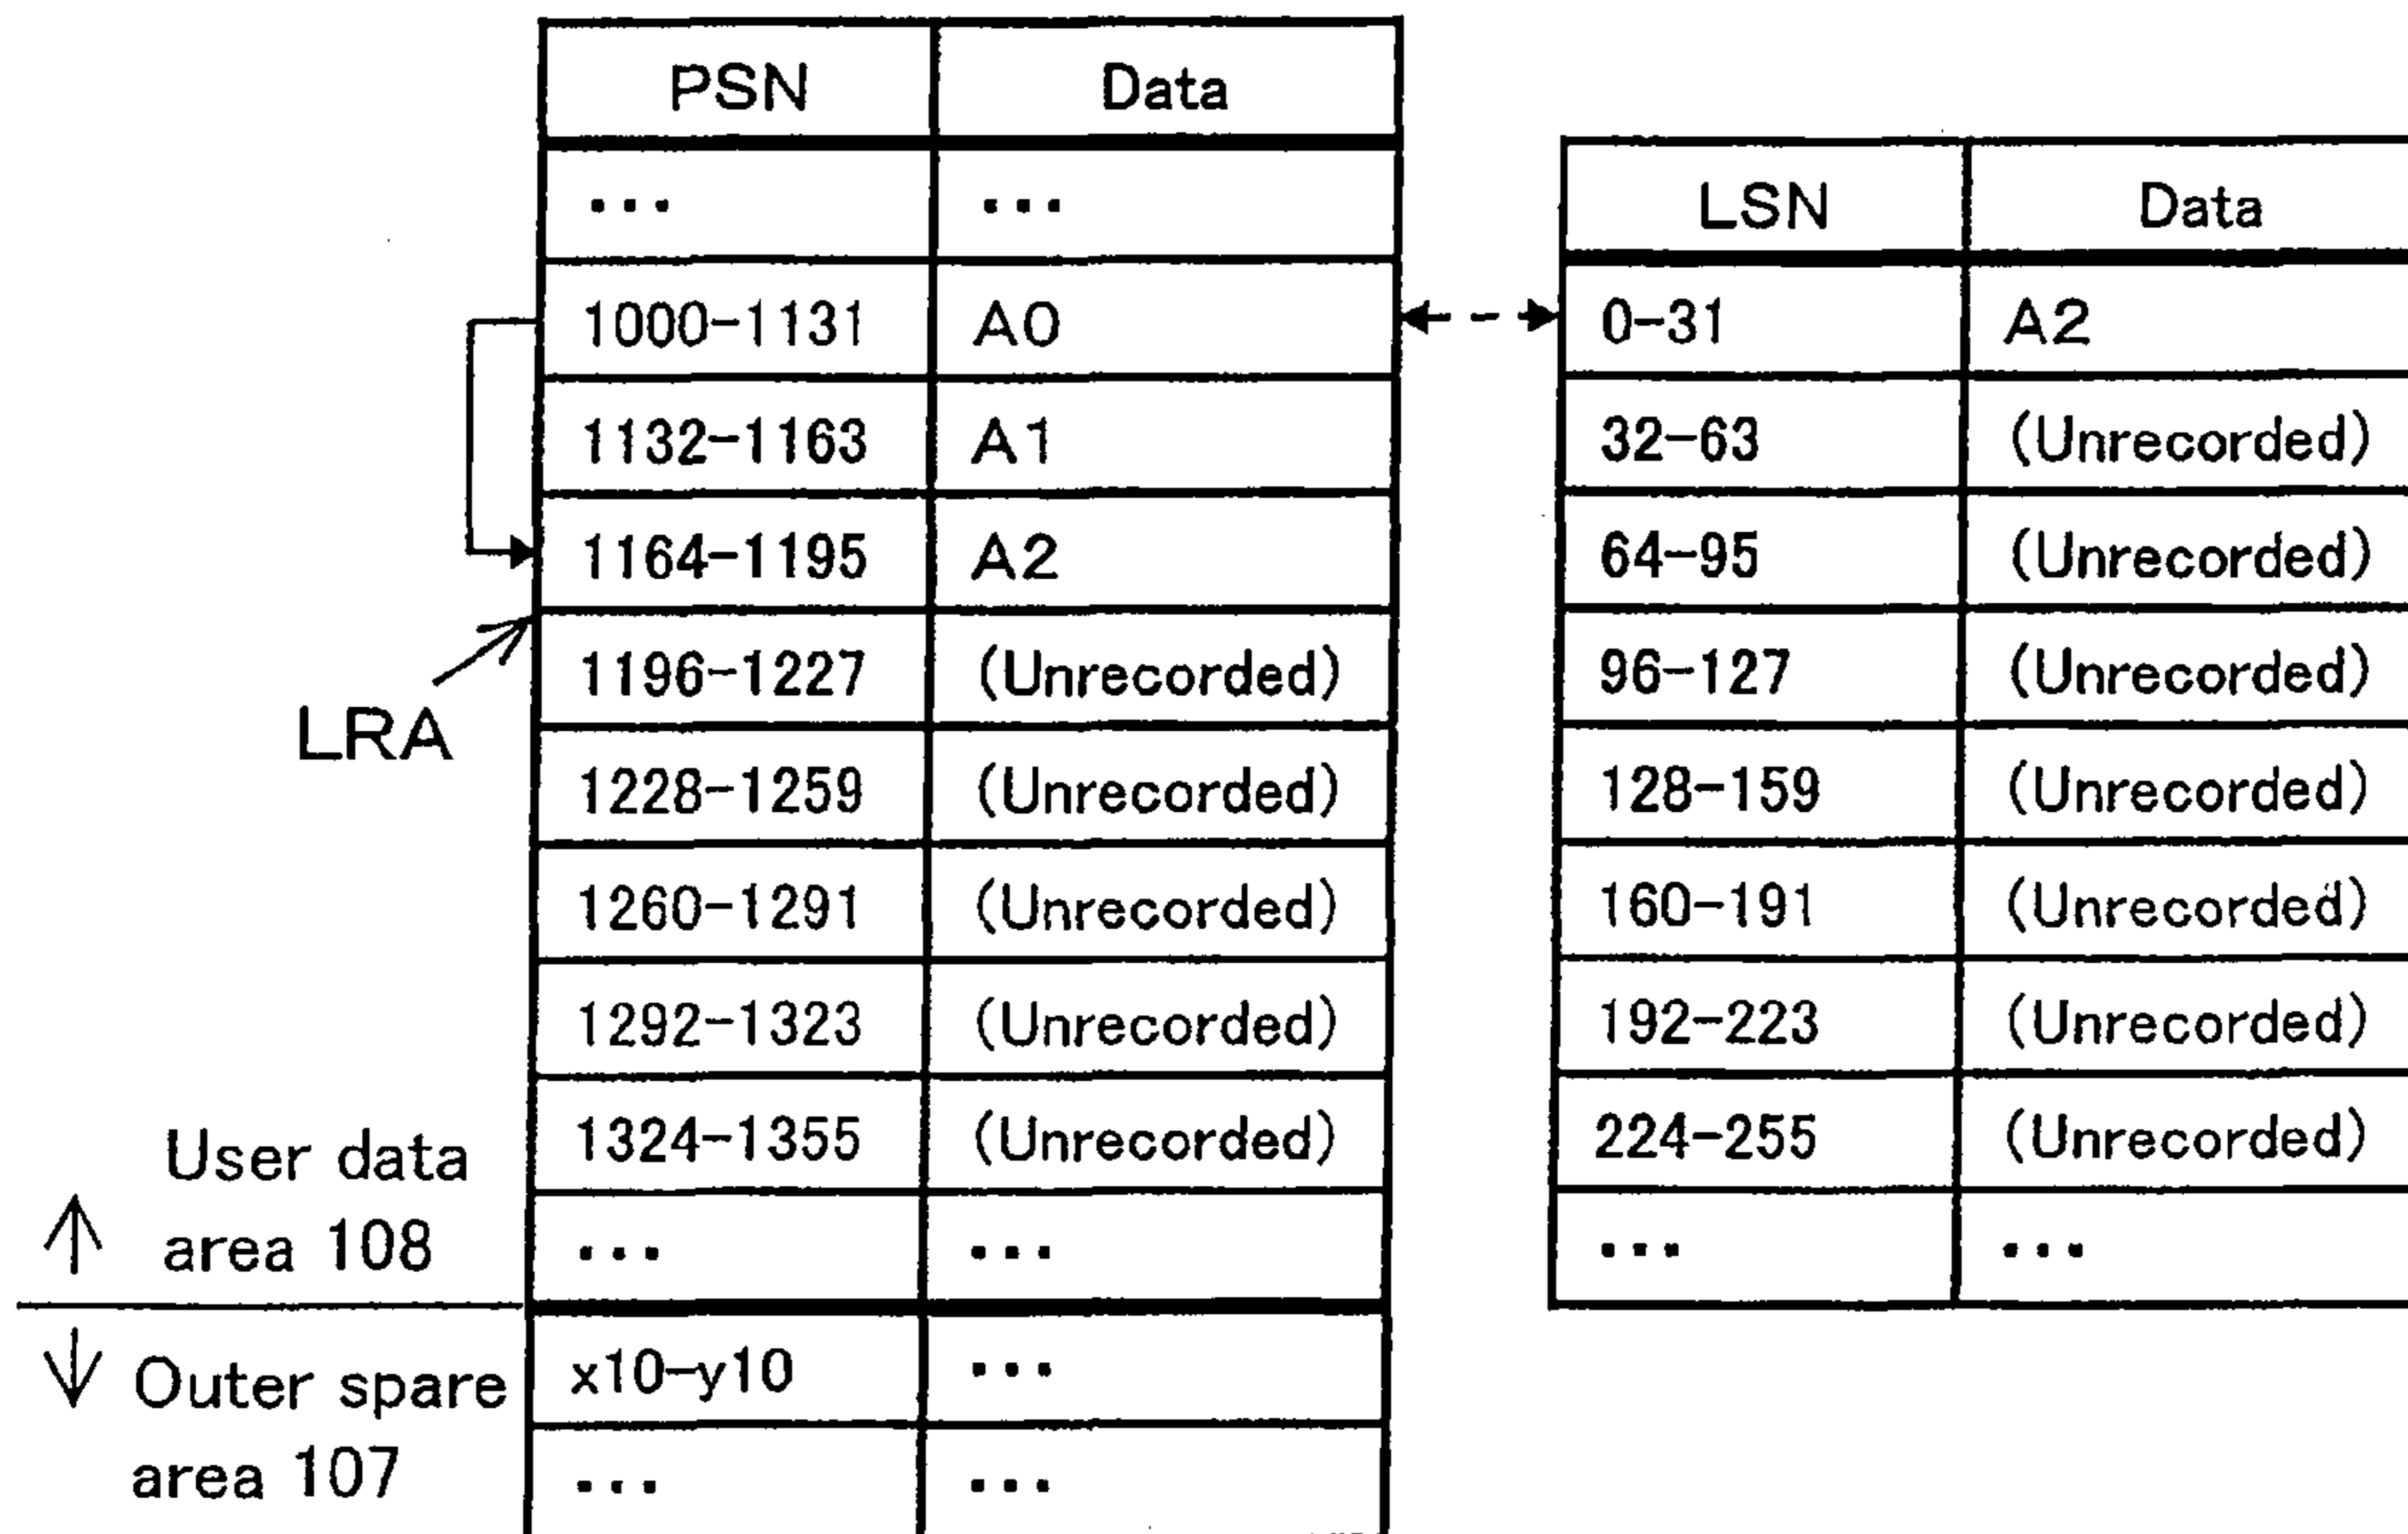 PSN Data
... ...
1000-1131 A0
1132-1163 A1
1164-1195 A2
1196-1227 (Unrecorded)
1228-1259 (Unrecorded)
1260-1291 (Unrecorded)
1292-1323 (Unrecorded)
1324-1355 (Unrecorded)
... ...
x10-y10 ...
... ...
LRA
User data
area 108
Outer spare
area 107
LSN Data
0-31 A2
32-63 (Unrecorded)
64-95 (Unrecorded)
96-127 (Unrecorded)
128-159 (Unrecorded)
160-191 (Unrecorded)
192-223 (Unrecorded)
224-255 (Unrecorded)
... ...